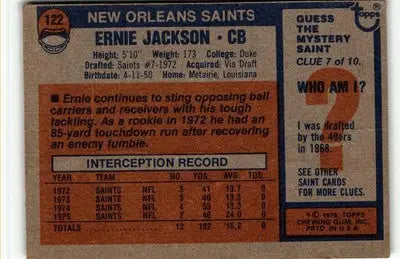 122
NEW ORLEANS SAINTS
ERNIE JACKSON • CB
Height: 5'10" Weight: 173 College: Duke
Drafted: Saints #7-1972 Acquired: Via Draft
Birthdate: 4-11-50 Home: Metairie, Louisiana
■ Ernie continues to sting opposing ball
carriers and receivers with his tough
tackling. As a rookie in 1972 he had an
85-yard touchdown run after recovering
an enemy fumble.
INTERCEPTION RECORD
YEAR TEAM NO. YDS. AVG. TD
1972 SAINTS NFL 3 41 13.7 0
1973 SAINTS NFL 3 40 13.3 0
1974 SAINTS NFL 4 53 13.3 0
1975 SAINTS NFL 2 48 24.0 0
TOTALS 12 182 15.2 0
GUESS
THE
MYSTERY
SAINT
topps
CLUE 7 of 10.
WHO AM I?
?
I was drafted
by the 49ers
in 1968.
SEE OTHER
SAINT CARDS
FOR MORE CLUES.
* © 1976, TOPPS
CHEWING GUM, INC.
PRTD. IN U.S.A.